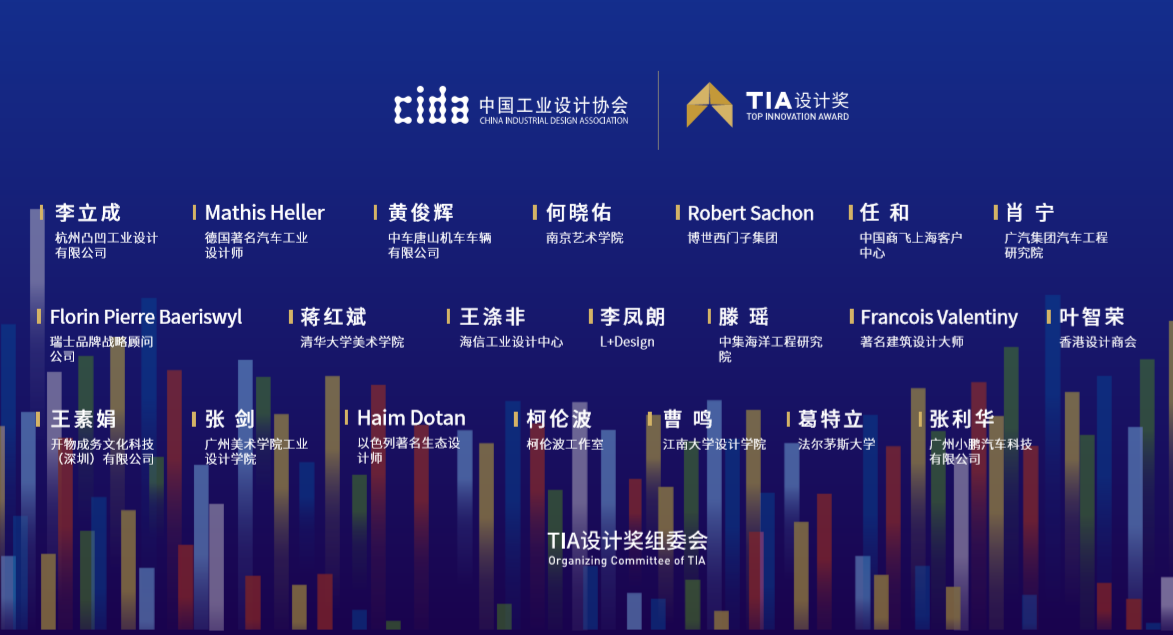 cida 中国工业设计协会
CHINA INDUSTRIAL DESIGN ASSOCIATION
TIA设计奖
TOP INNOVATION AWARD
李立成
杭州凸凹工业设计
有限公司
Mathis Heller
德国著名汽车工业
设计师
黄俊辉
中车唐山机车车辆
有限公司
何晓佑
南京艺术学院
Robert Sachon
博世西门子集团
任 和
中国商飞上海客户
中心
肖 宁
广汽集团汽车工程
研究院
Florin Pierre Baeriswyl
瑞士品牌战略顾问
公司
蒋红斌
清华大学美术学院
王涤非
海信工业设计中心
李凤朗
L+Design
滕 瑶
中集海洋工程研究
院
Francois Valentiny
著名建筑设计大师
叶智荣
香港设计商会
王素娟
开物成务文化科技
（深圳）有限公司
张 剑
广州美术学院工业
设计学院
Haim Dotan
以色列著名生态设
计师
柯伦波
柯伦波工作室
曹 鸣
江南大学设计学院
葛特立
法尔茅斯大学
张利华
广州小鹏汽车科技
有限公司
TIA设计奖组委会
Organizing Committee of TIA